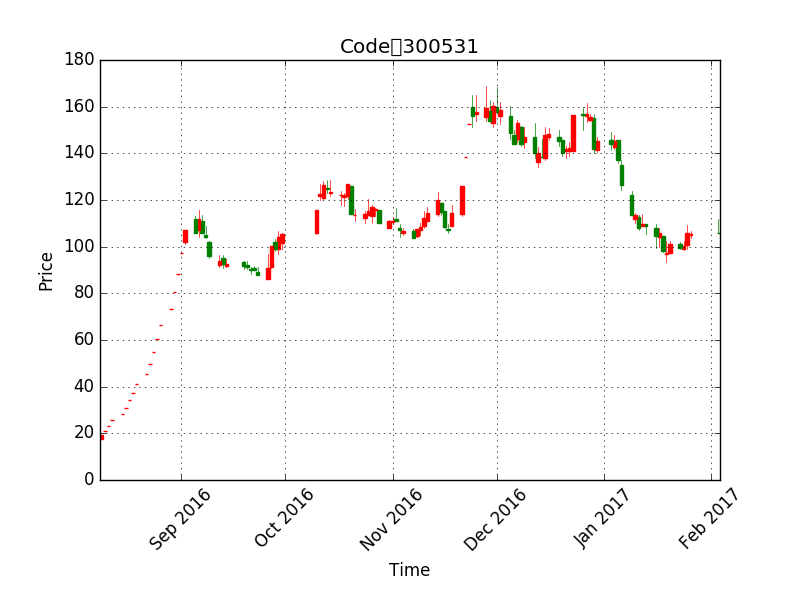 Code▯300531
180
160
140
120
100
80
60
40
20
0
Price
Sep 2016
Oct 2016
Nov 2016
Dec 2016
Jan 2017
Feb 2017
Time